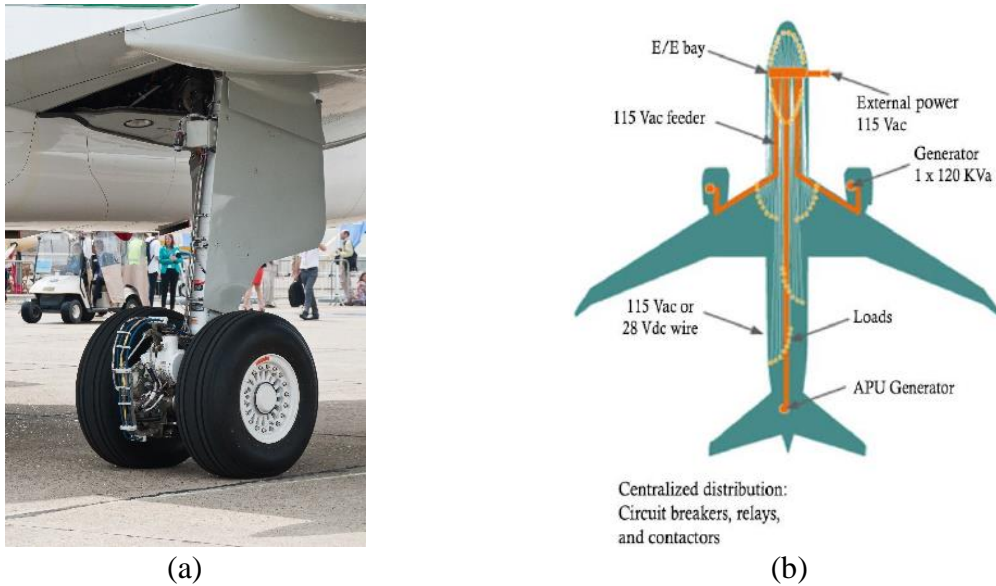 E/E bay
External power
115 Vac
115 Vac feeder
Generator
1 x 120 KVa
115 Vac or
28 Vdc wire
Loads
APU Generator
Centralized distribution:
Circuit breakers, relays,
and contactors
(a)
(b)